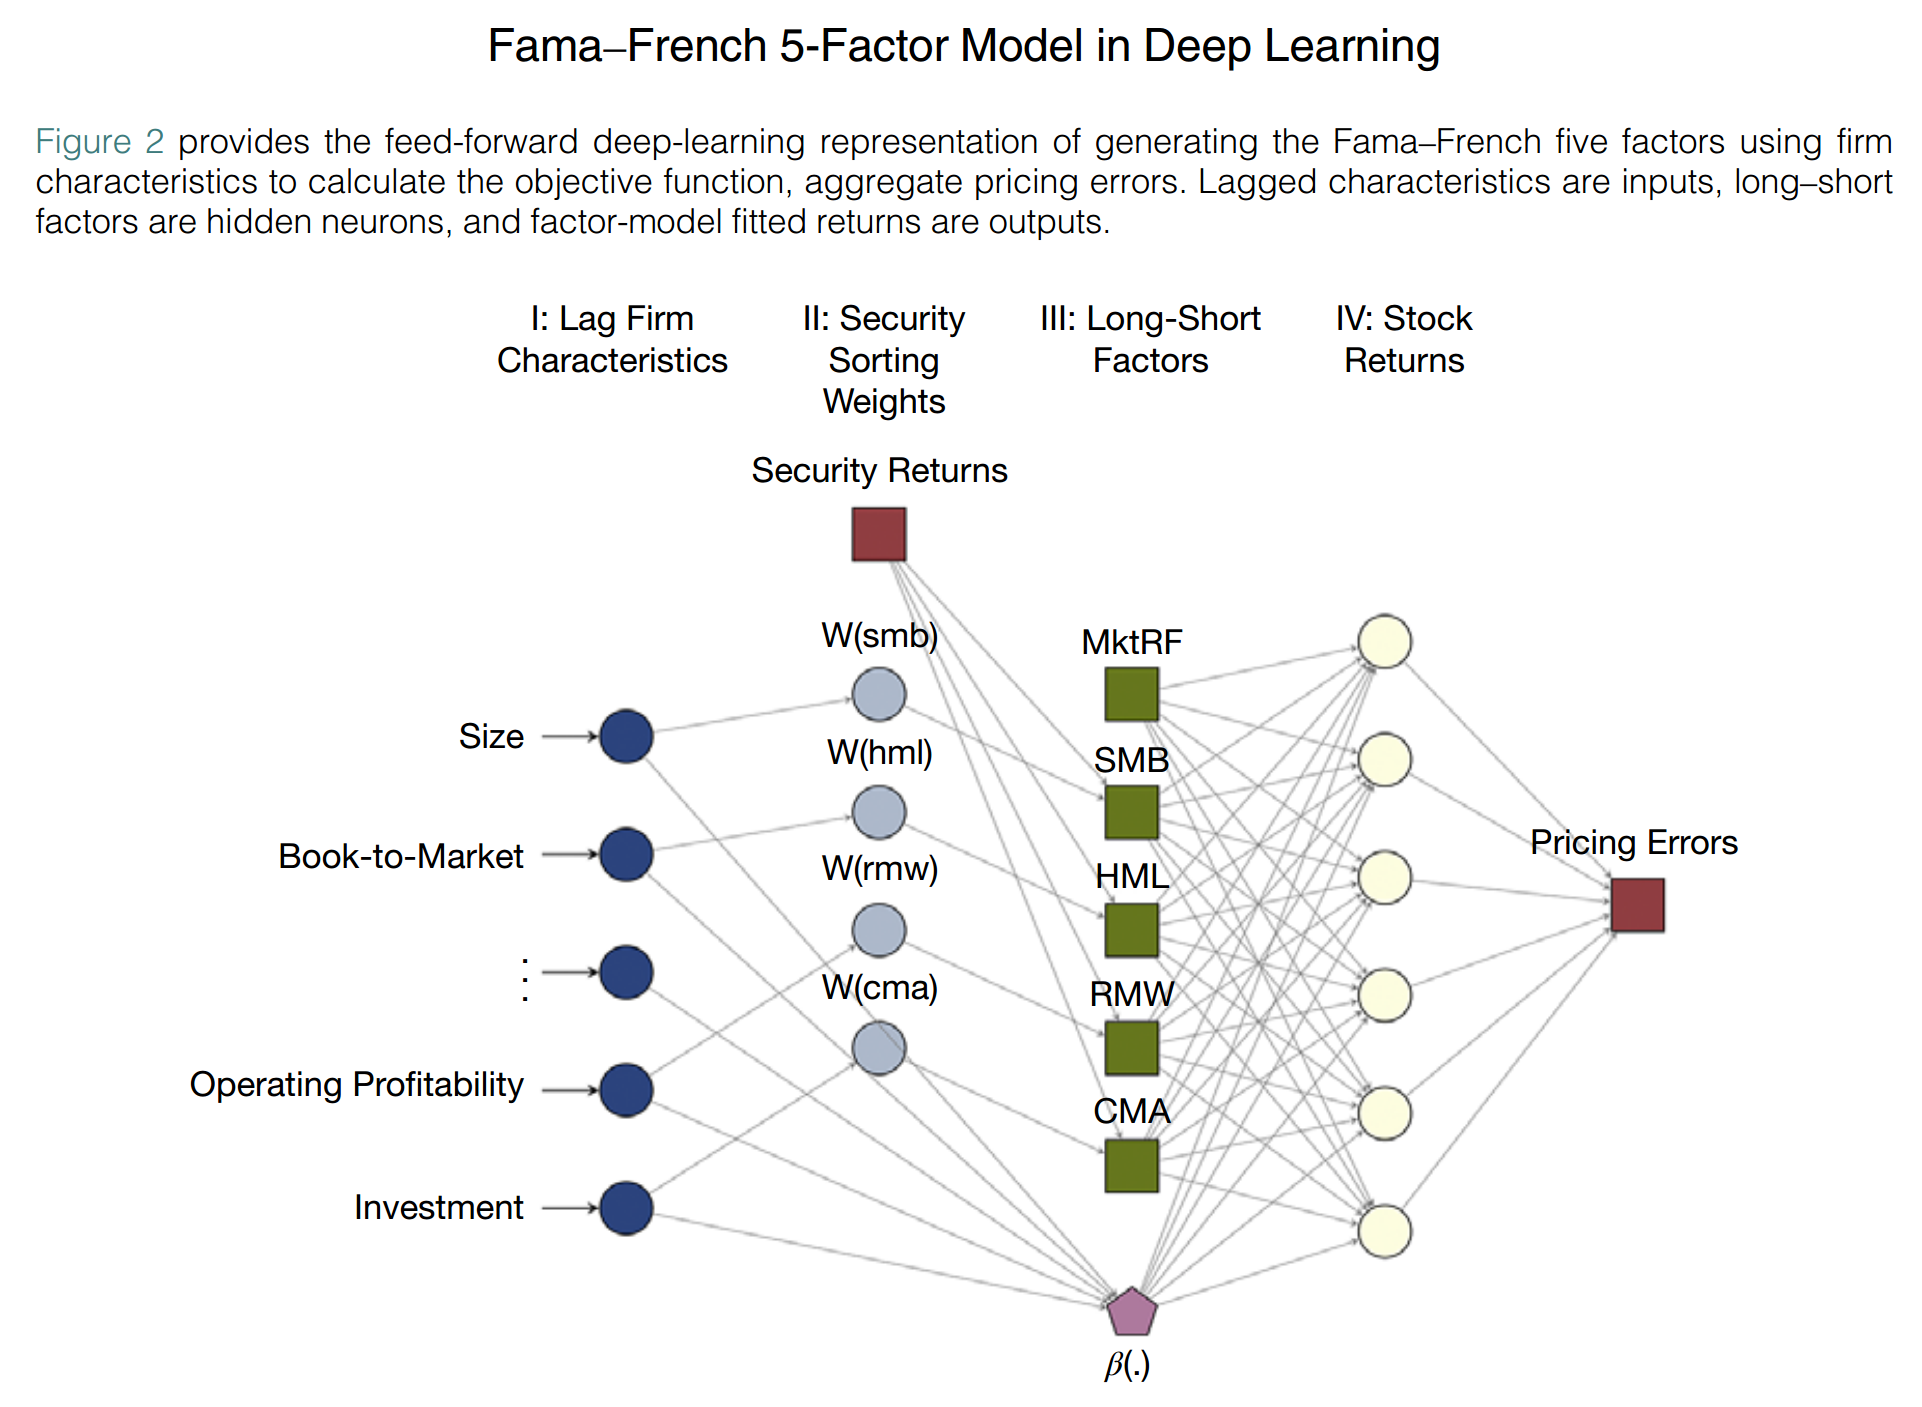 Fama–French 5-Factor Model in Deep Learning
Figure 2 provides the feed-forward deep-learning representation of generating the Fama–French five factors using firm
characteristics to calculate the objective function, aggregate pricing errors. Lagged characteristics are inputs, long–short
factors are hidden neurons, and factor-model fitted returns are outputs.
I: Lag Firm
Characteristics
II: Security
Sorting
Weights
III: Long-Short
Factors
IV: Stock
Returns
Security Returns
W(smb)
W(hml)
W(rmw)
W(cma)
MktRF
SMB
HML
RMW
CMA
Size
Book-to-Market
⋮
Operating Profitability
Investment
Pricing Errors
β(.)